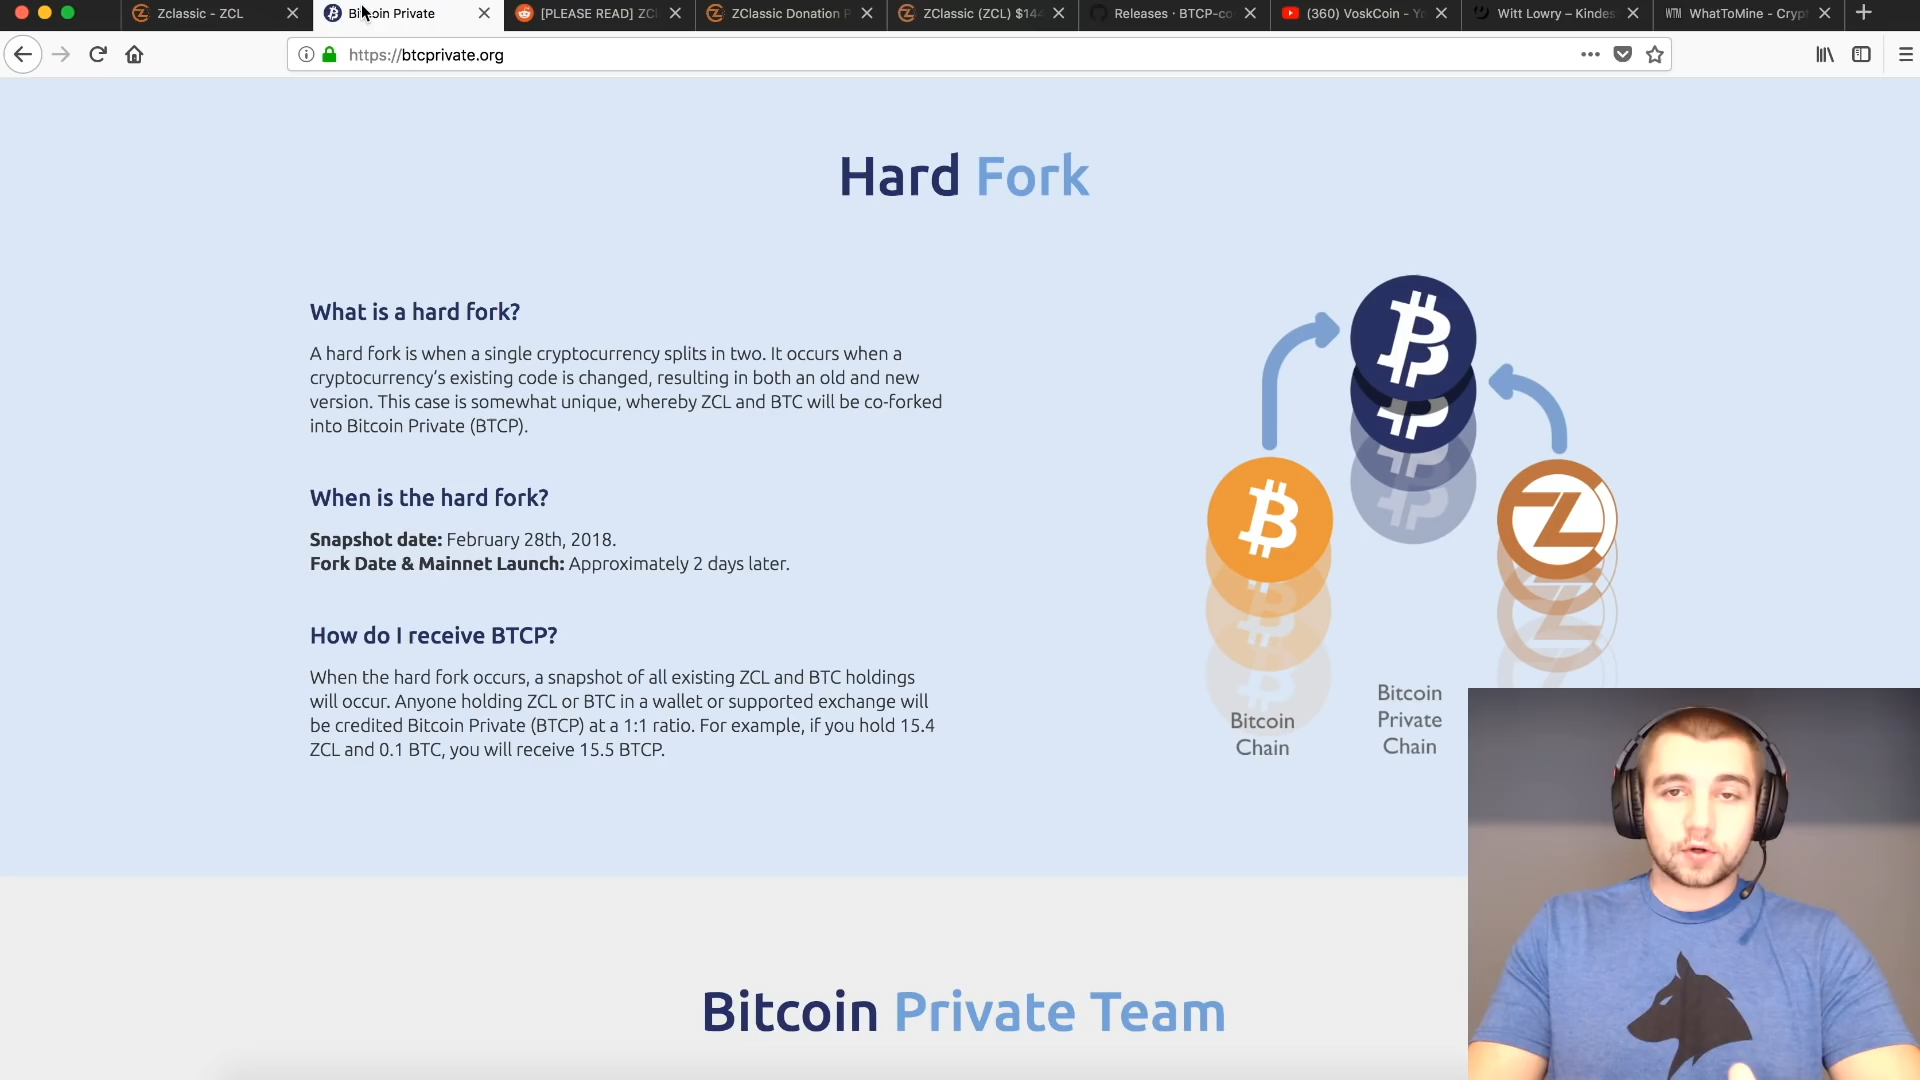 Zclassic - ZCL
Bitcoin Private
[PLEASE READ] ZCL
ZClassic Donation P
ZClassic (ZCL) $144
Releases · BTCP-co
(360) VoskCoin - Yo
Witt Lowry – Kindes
WTM WhatToMine - Cryp
https://btcprivate.org
Hard Fork
What is a hard fork?
A hard fork is when a single cryptocurrency splits in two. It occurs when a
cryptocurrency's existing code is changed, resulting in both an old and new
version. This case is somewhat unique, whereby ZCL and BTC will be co-forked
into Bitcoin Private (BTCP).
When is the hard fork?
Snapshot date: February 28th, 2018.
Fork Date & Mainnet Launch: Approximately 2 days later.
How do I receive BTCP?
When the hard fork occurs, a snapshot of all existing ZCL and BTC holdings
will occur. Anyone holding ZCL or BTC in a wallet or supported exchange will
be credited Bitcoin Private (BTCP) at a 1:1 ratio. For example, if you hold 15.4
ZCL and 0.1 BTC, you will receive 15.5 BTCP.
Bitcoin
Chain
Bitcoin
Private
Chain
Bitcoin Private Team